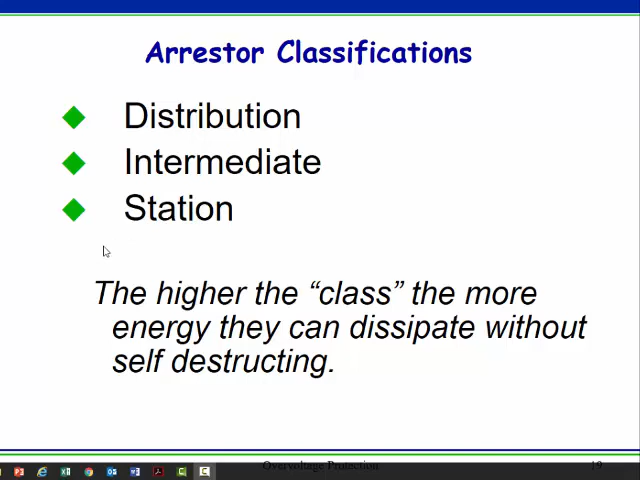 Arrestor Classifications
Distribution
Intermediate
Station
The higher the “class” the more
energy they can dissipate without
self destructing.
Overvoltage Protection
19